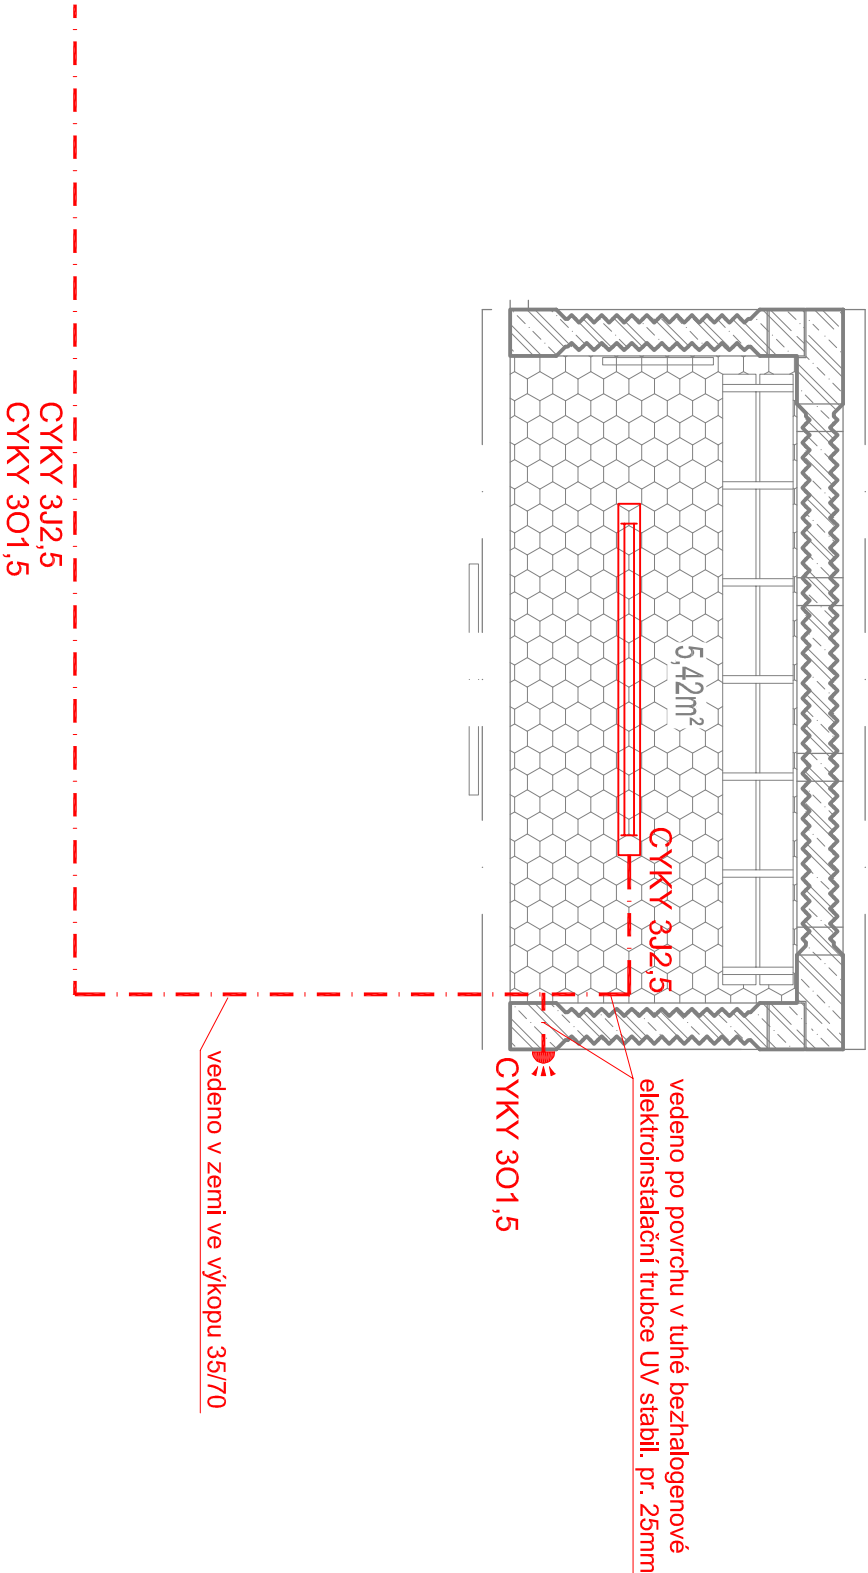 vedeno po povrchu v tuhé bezhalogenové
elektroinstalační trubce UV stabil. pr. 25mm
5,42m²
CYKY 3J2,5
CYKY 3O1,5
vedeno v zemi ve výkopu 35/70
CYKY 3J2,5
CYKY 3O1,5